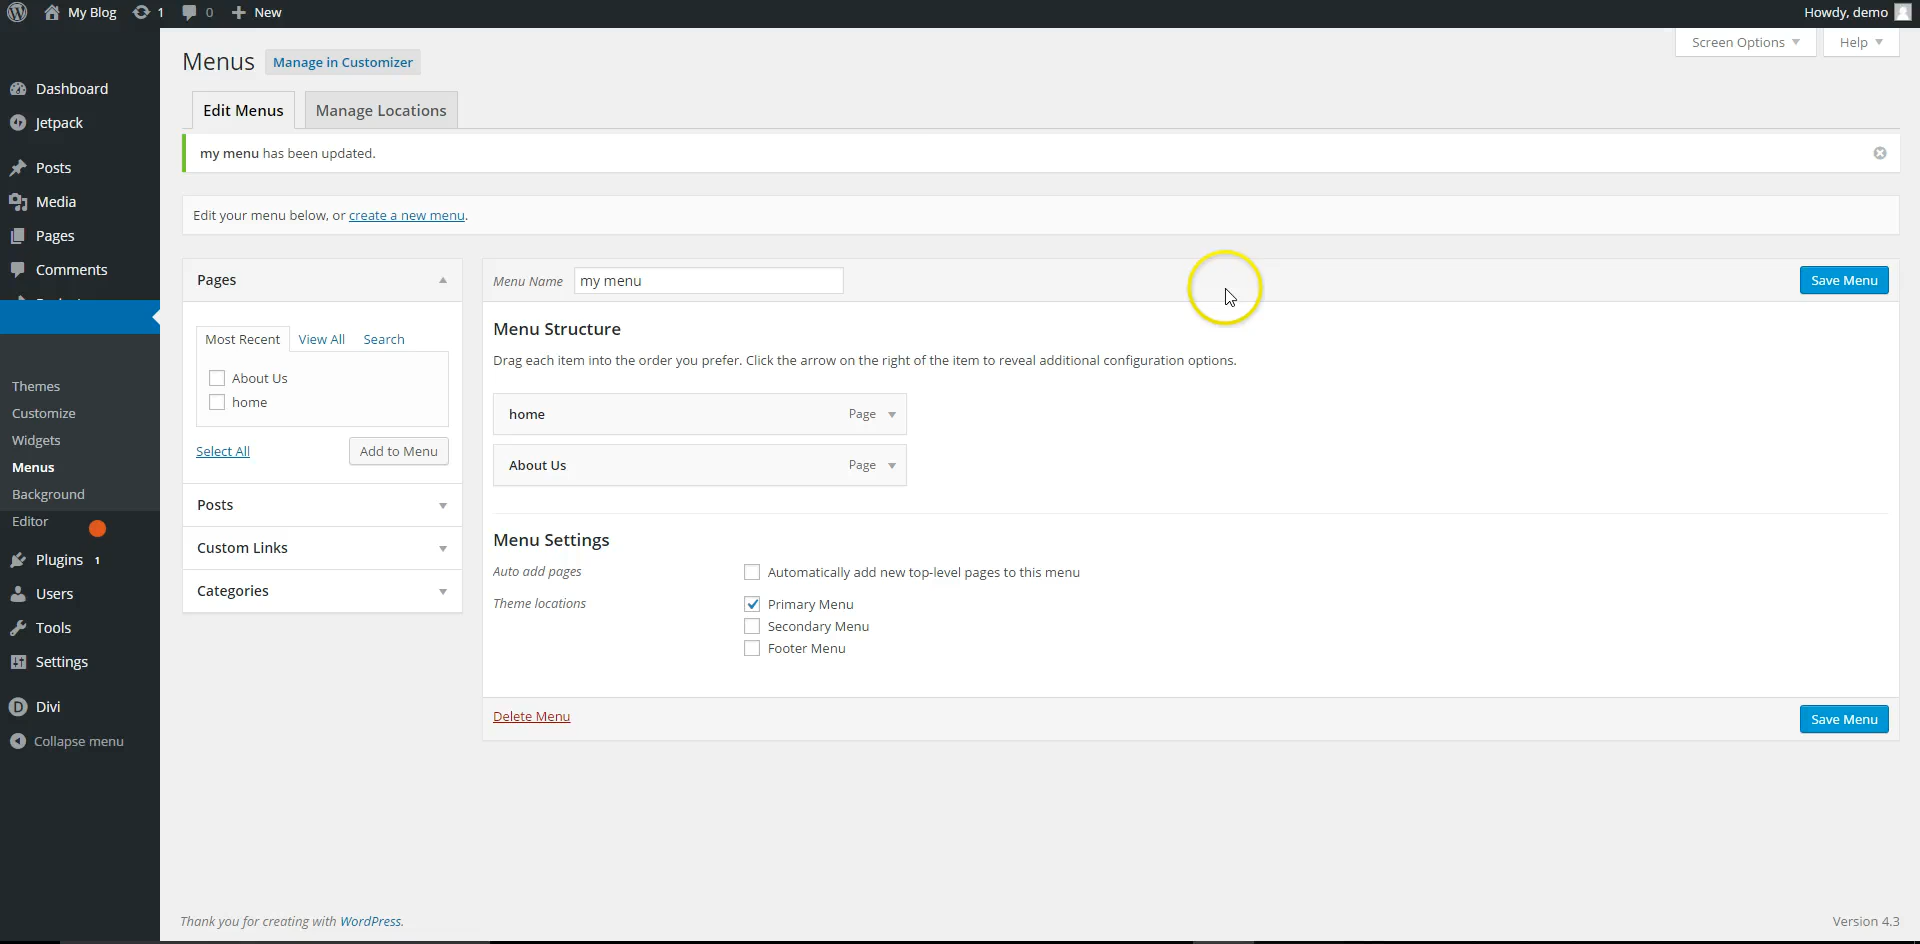 My Blog 1 0 New Howdy, demo
Screen Options Help
Menus Manage in Customizer
Edit Menus Manage Locations
my menu has been updated.
Edit your menu below, or create a new menu.
Dashboard
Jetpack
Posts
Media
Pages
Comments
Themes
Customize
Widgets
Menus
Background
Editor
Plugins 1
Users
Tools
Settings
D Divi
Collapse menu
Pages
Most Recent View All Search
About Us
home
Select All Add to Menu
Posts
Custom Links
Categories
Menu Name my menu Save Menu
Menu Structure
Drag each item into the order you prefer. Click the arrow on the right of the item to reveal additional configuration options.
home Page
About Us Page
Menu Settings
Auto add pages Automatically add new top-level pages to this menu
Theme locations Primary Menu
Secondary Menu
Footer Menu
Delete Menu Save Menu
Thank you for creating with WordPress. Version 4.3